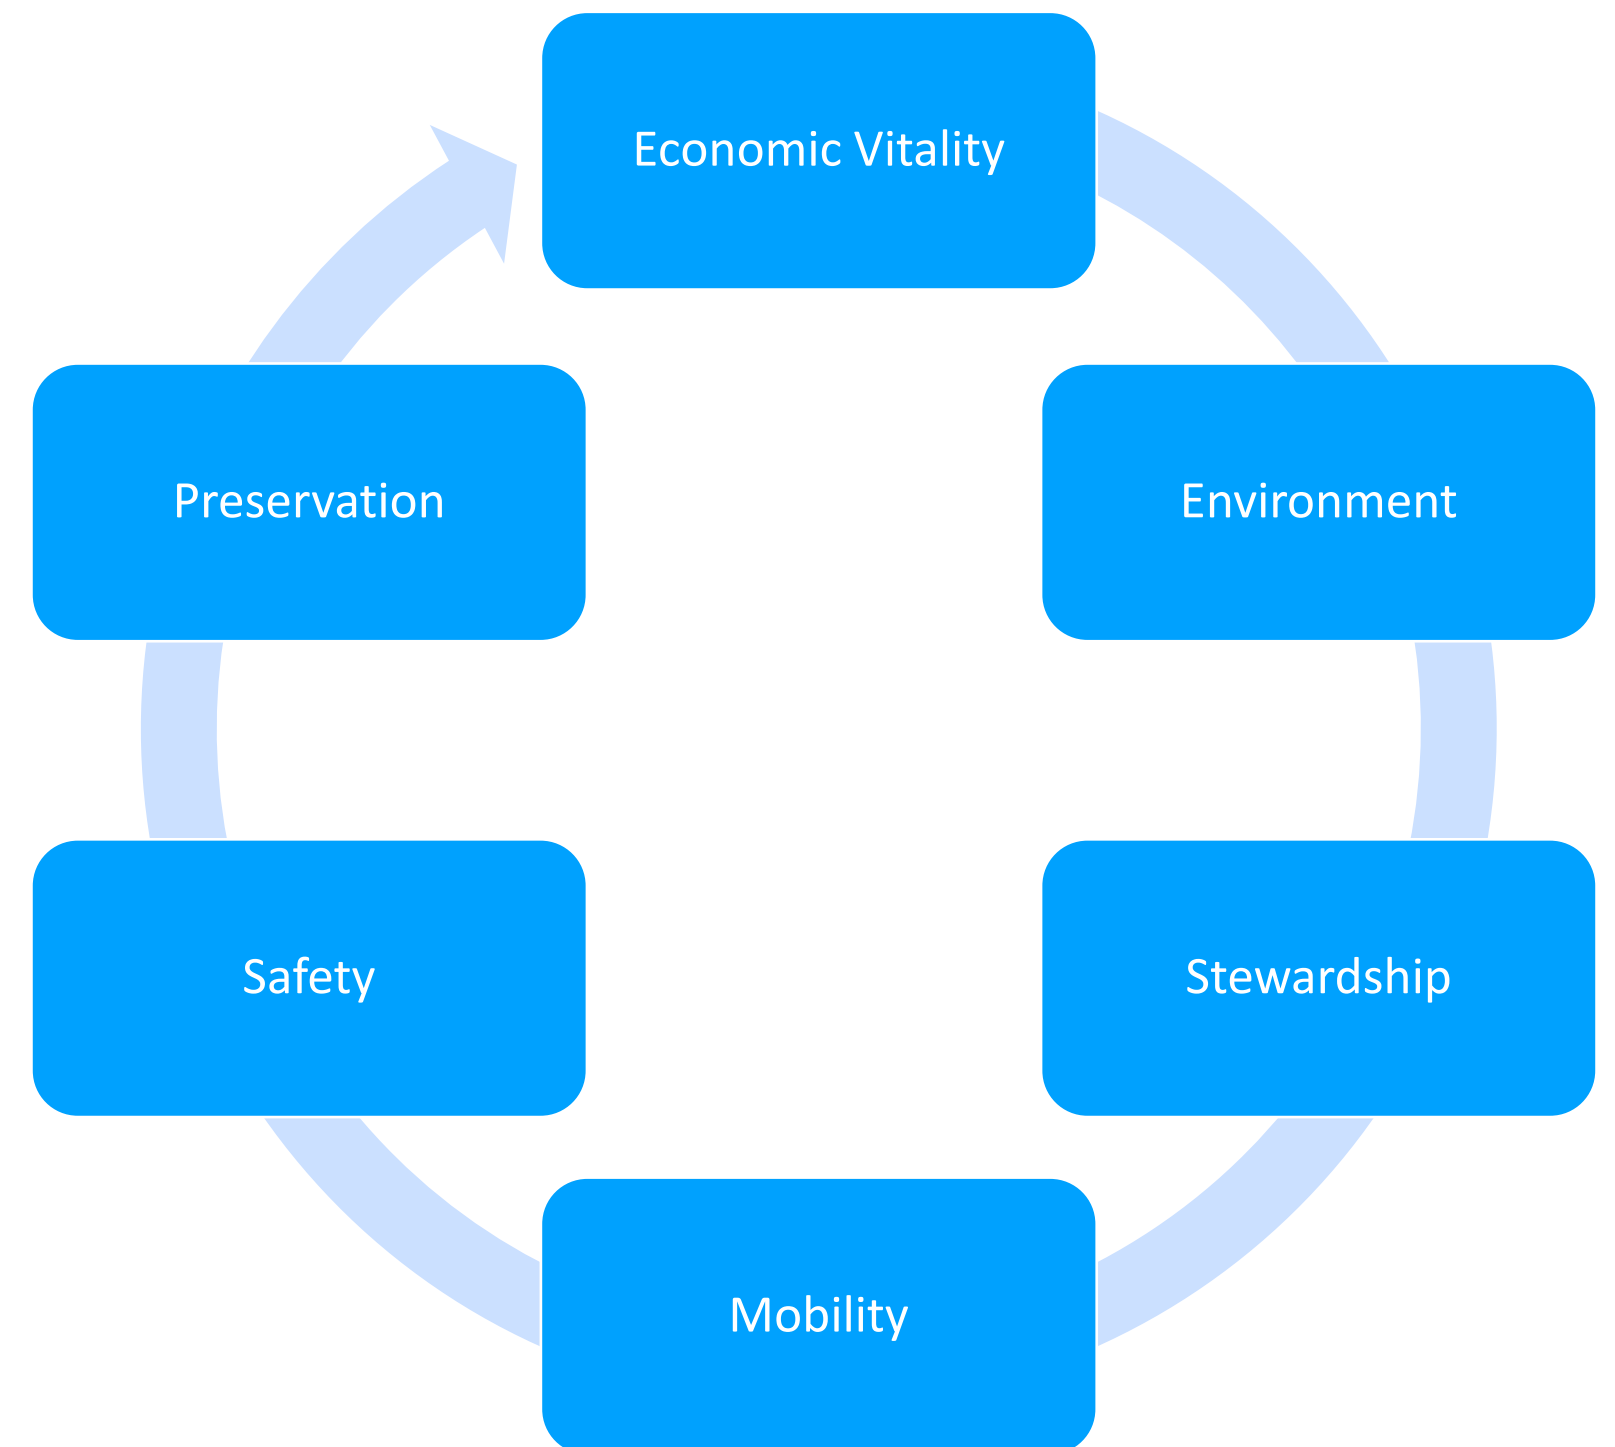 Economic Vitality
Environment
Stewardship
Mobility
Safety
Preservation